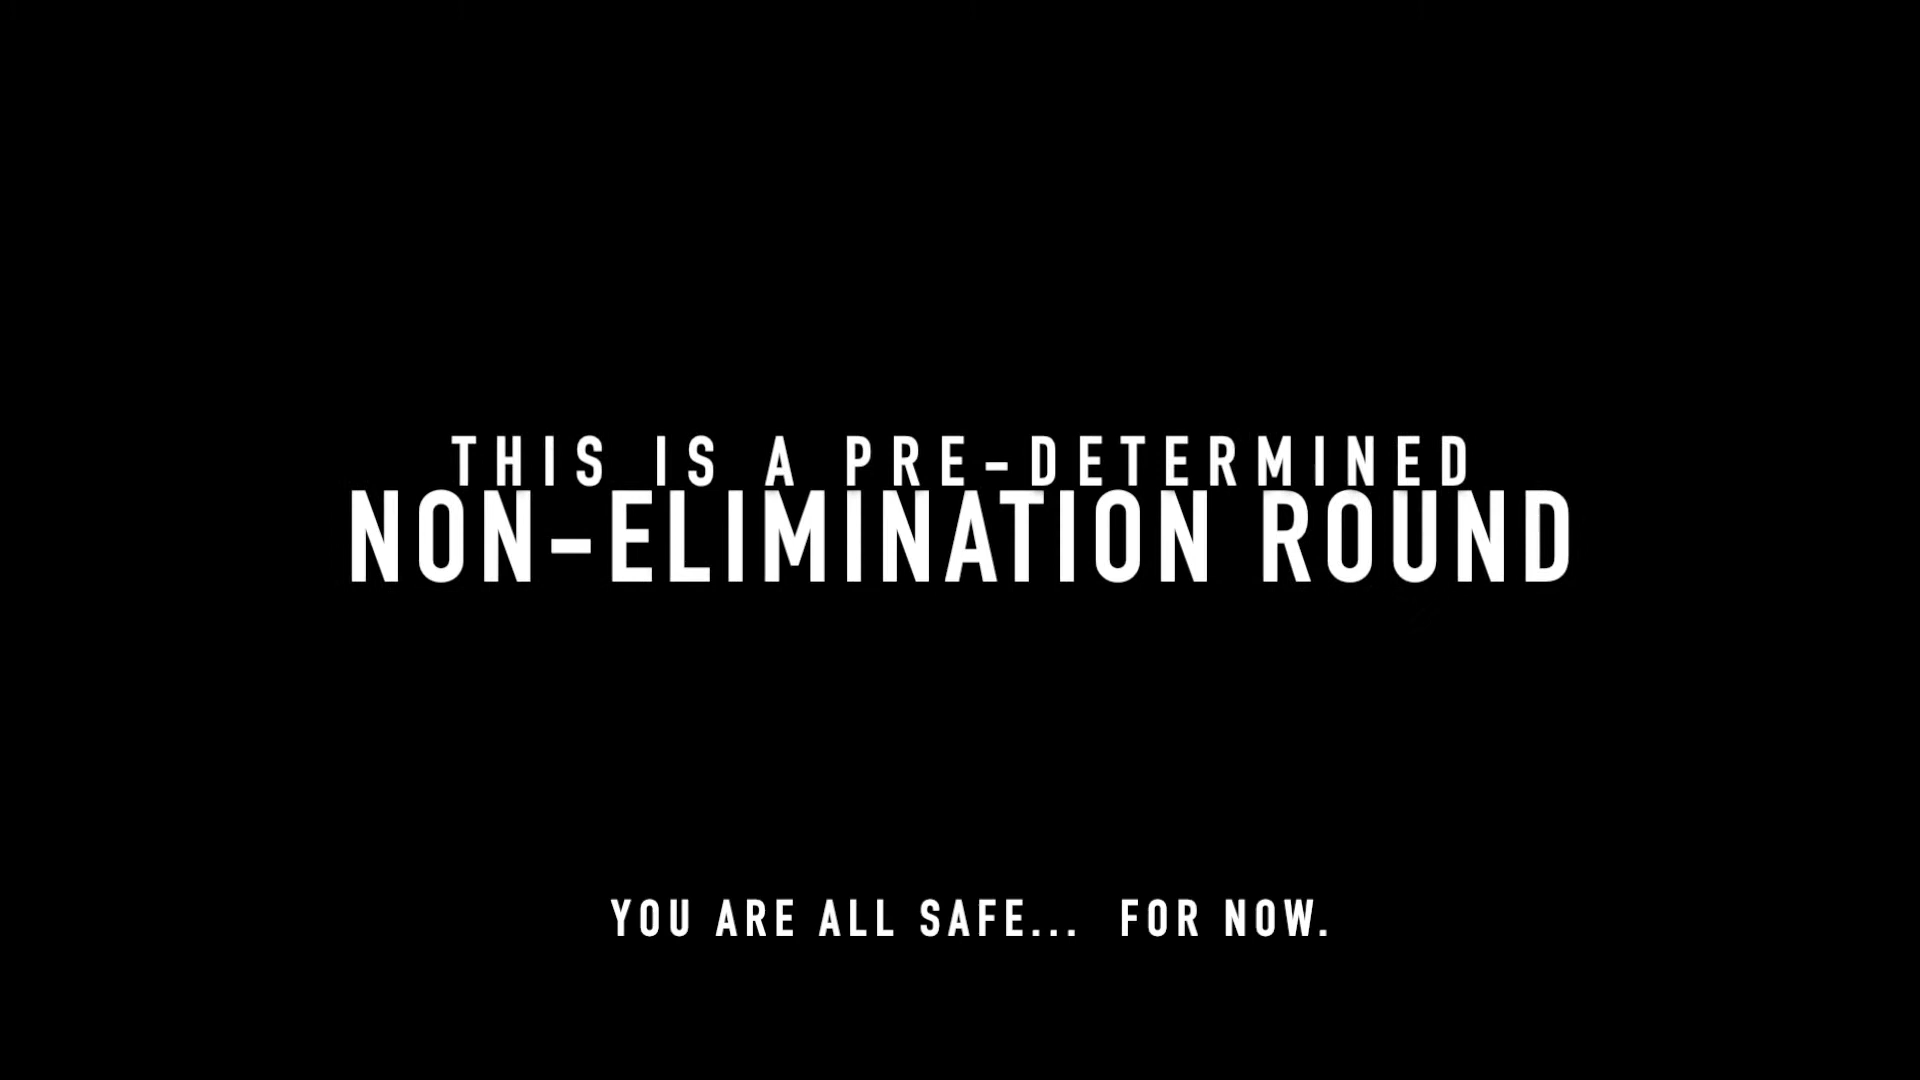 THIS IS A PRE-DETERMINED
NON-ELIMINATION ROUND
YOU ARE ALL SAFE... FOR NOW.